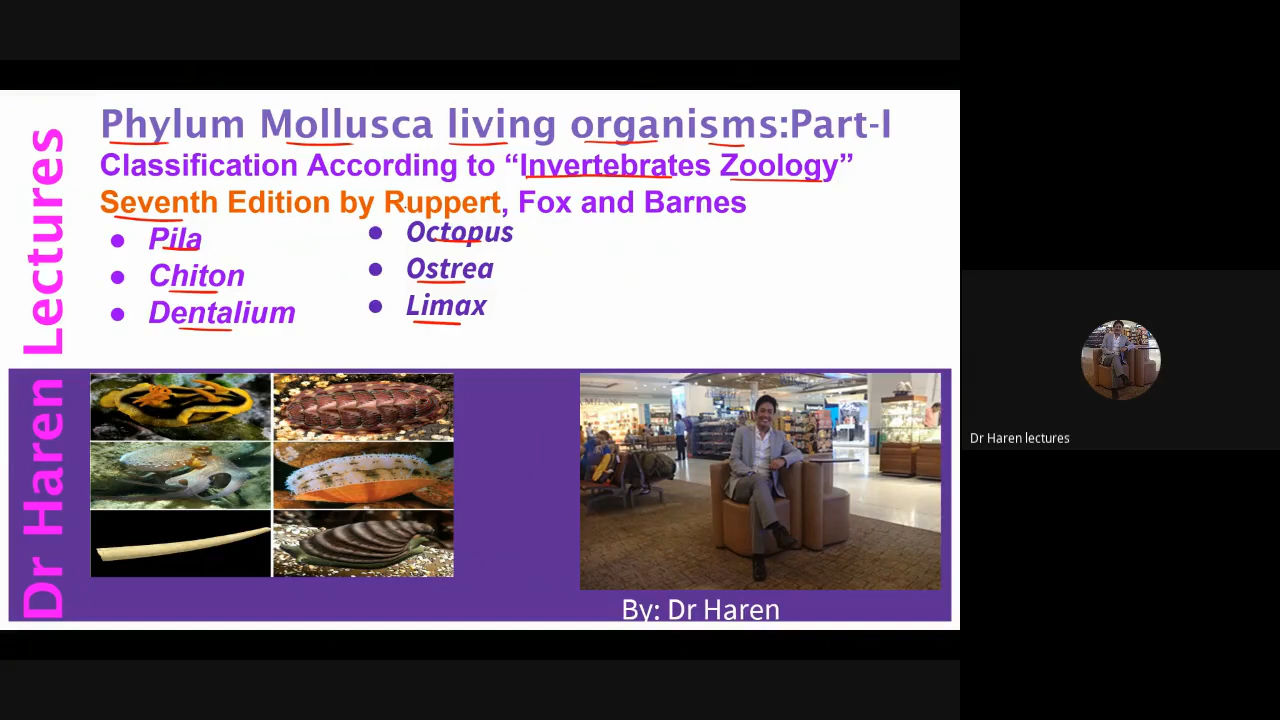 Dr Haren Lectures
Phylum Mollusca living organisms:Part-I
Classification According to “Invertebrates Zoology”
Seventh Edition by Ruppert, Fox and Barnes
● Pila
● Chiton
● Dentalium
● Octopus
● Ostrea
● Limax
By: Dr Haren
Dr Haren lectures